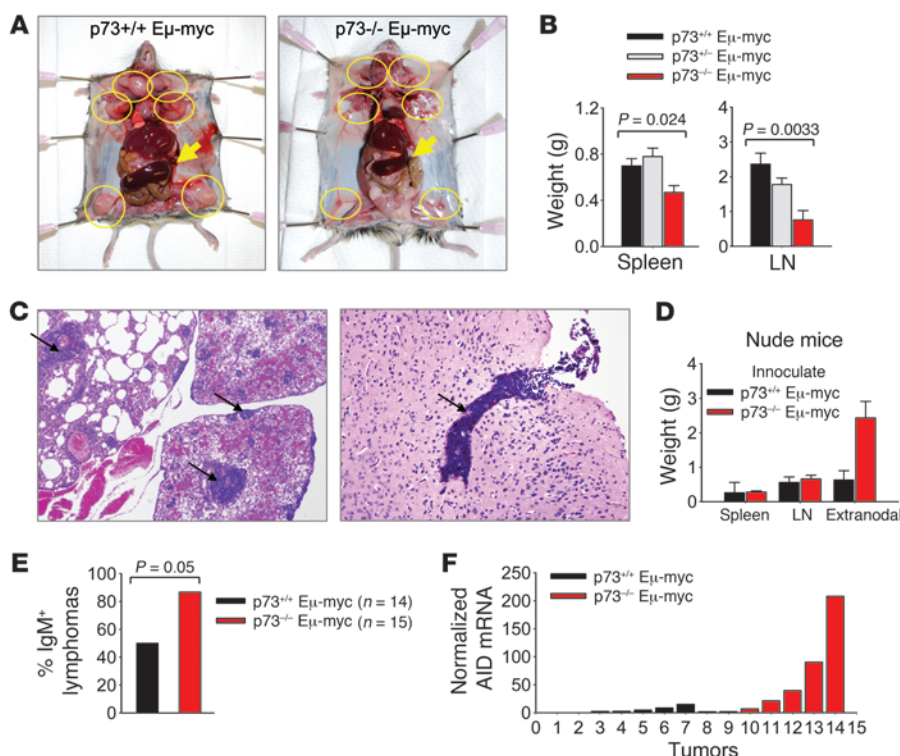 A
p73+/+ Eμ-myc
p73-/- Eμ-myc
B
p73+/+ Eμ-myc
p73+/− Eμ-myc
p73−/− Eμ-myc
Weight (g)
1.2
0.8
0.4
0.0
P = 0.024
Spleen
4
3
2
1
0
P = 0.0033
LN
C
D
Nude mice
Innoculate
p73+/+ Eμ-myc
p73−/− Eμ-myc
Weight (g)
4
3
2
1
0
Spleen LN Extranodal
E
% IgM+
lymphomas
100
80
60
40
20
0
P = 0.05
p73+/+ Eμ-myc (n = 14)
p73−/− Eμ-myc (n = 15)
F
p73+/+ Eμ-myc
p73−/− Eμ-myc
Normalized
AID mRNA
250
200
150
100
50
0
0 1 2 3 4 5 6 7 8 9 10 11 12 13 14 15
Tumors